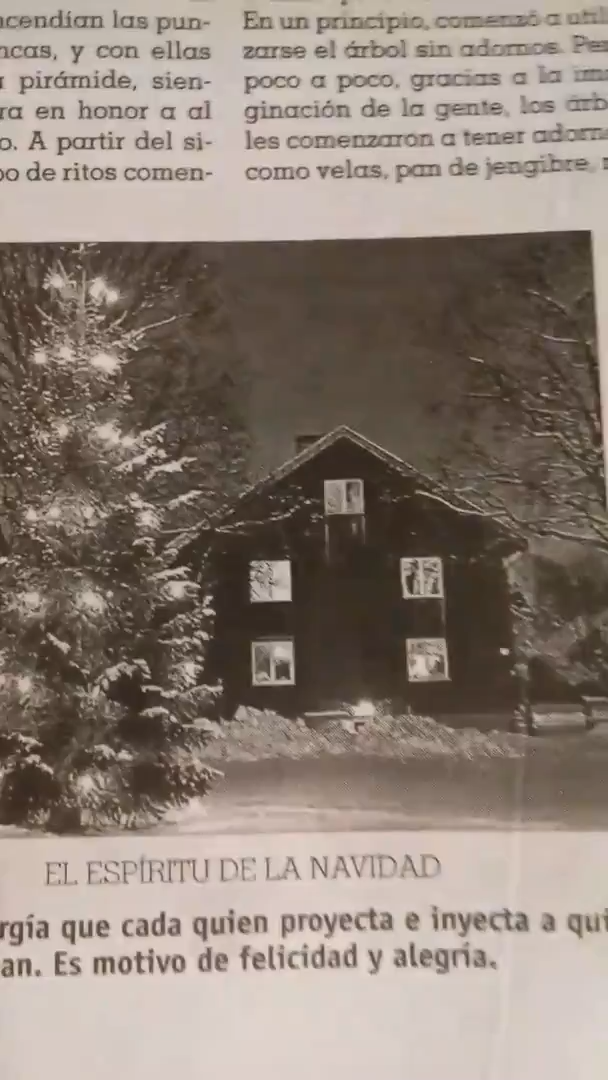 ncendían las pun-
ncas, y con ellas
pirámide, sien-
ra en honor a al
o. A partir del si-
po de ritos comen-
En un principio, comenzó a utili
zarse el árbol sin adornos. Pe
poco a poco, gracias a la ima
ginación de la gente, los árb
les comenzaron a tener adorn
como velas, pan de jengibre,
EL ESPÍRITU DE LA NAVIDAD
rgía que cada quien proyecta e inyecta a qui
an. Es motivo de felicidad y alegría.